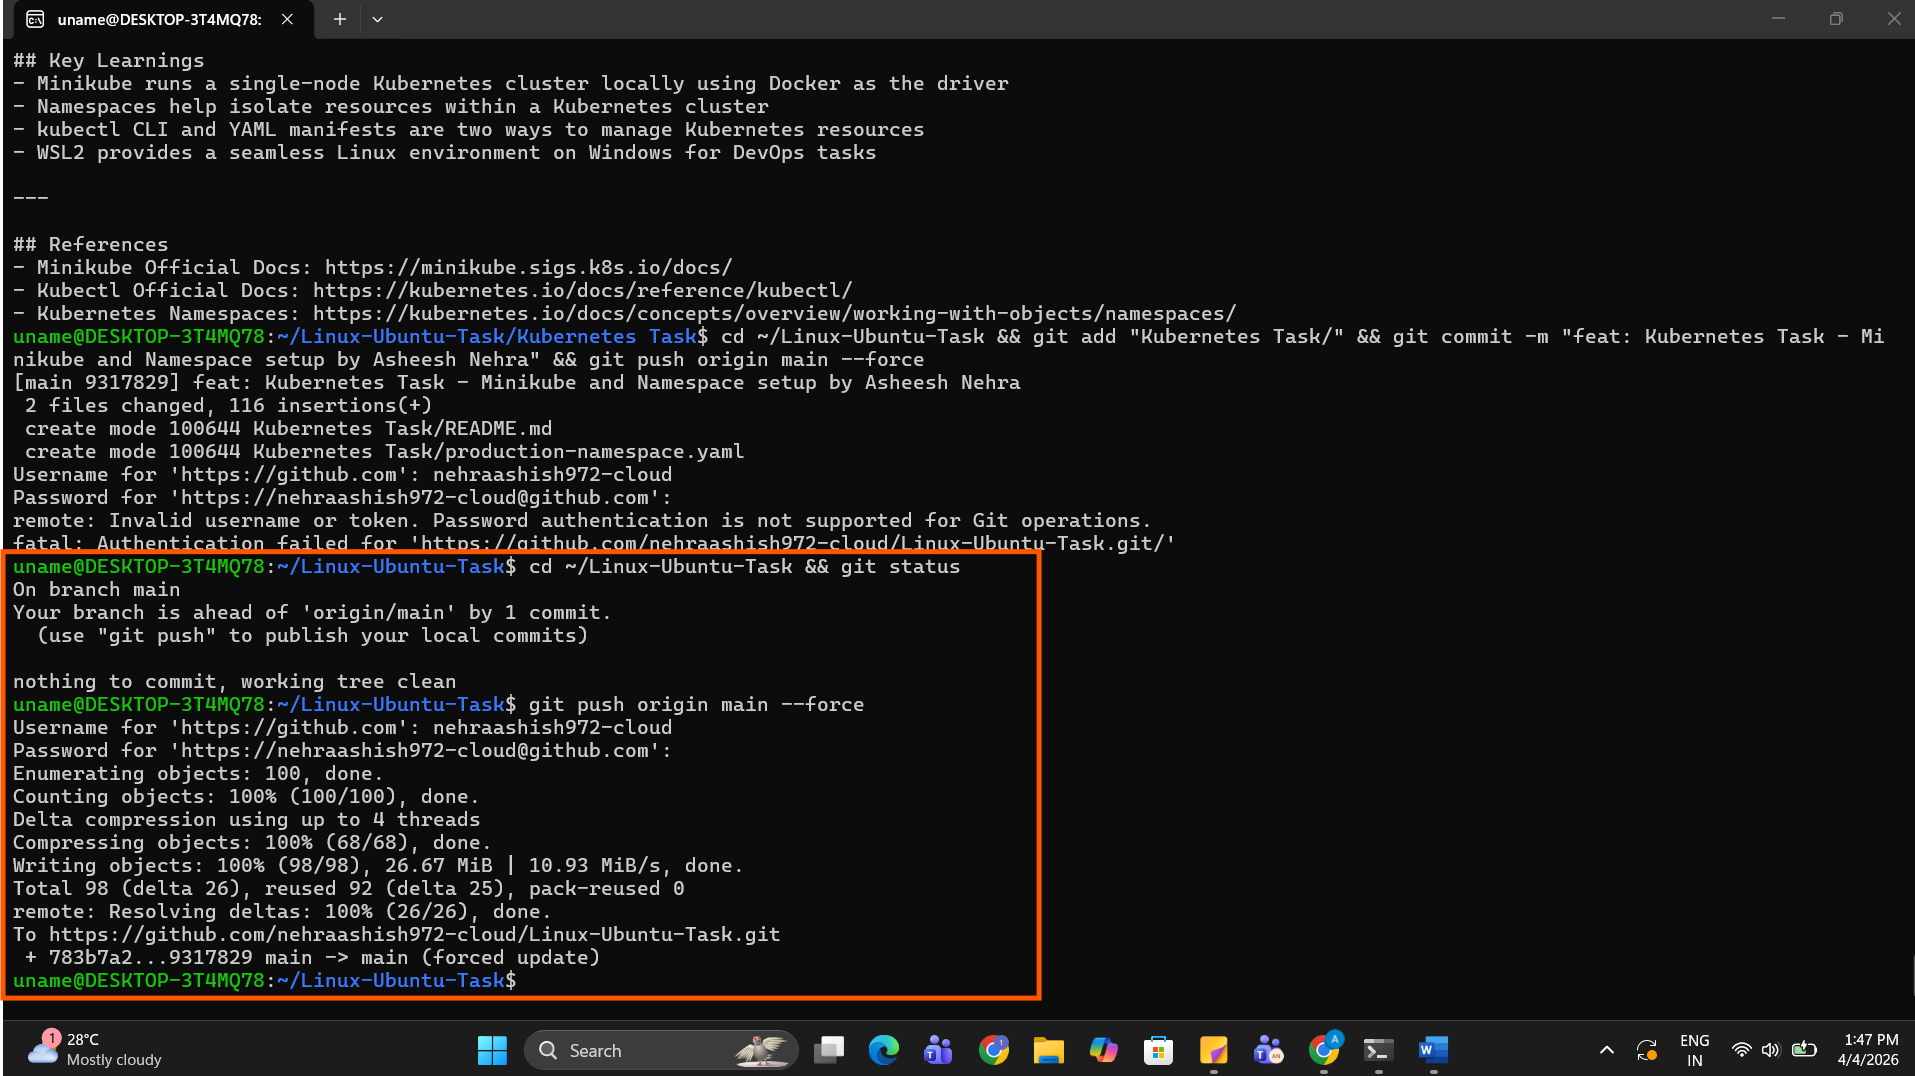 uname@DESKTOP-3T4MQ78:
## Key Learnings
- Minikube runs a single-node Kubernetes cluster locally using Docker as the driver
- Namespaces help isolate resources within a Kubernetes cluster
- kubectl CLI and YAML manifests are two ways to manage Kubernetes resources
- WSL2 provides a seamless Linux environment on Windows for DevOps tasks
---
## References
- Minikube Official Docs: https://minikube.sigs.k8s.io/docs/
- Kubectl Official Docs: https://kubernetes.io/docs/reference/kubectl/
- Kubernetes Namespaces: https://kubernetes.io/docs/concepts/overview/working-with-objects/namespaces/
uname@DESKTOP-3T4MQ78:~/Linux-Ubuntu-Task/Kubernetes Task$ cd ~/Linux-Ubuntu-Task && git add "Kubernetes Task/" && git commit -m "feat: Kubernetes Task - Mi
nikube and Namespace setup by Asheesh Nehra" && git push origin main --force
[main 9317829] feat: Kubernetes Task - Minikube and Namespace setup by Asheesh Nehra
 2 files changed, 116 insertions(+)
 create mode 100644 Kubernetes Task/README.md
 create mode 100644 Kubernetes Task/production-namespace.yaml
Username for 'https://github.com': nehraashish972-cloud
Password for 'https://nehraashish972-cloud@github.com':
remote: Invalid username or token. Password authentication is not supported for Git operations.
fatal: Authentication failed for 'https://github.com/nehraashish972-cloud/Linux-Ubuntu-Task.git/'
uname@DESKTOP-3T4MQ78:~/Linux-Ubuntu-Task$ cd ~/Linux-Ubuntu-Task && git status
On branch main
Your branch is ahead of 'origin/main' by 1 commit.
  (use "git push" to publish your local commits)
nothing to commit, working tree clean
uname@DESKTOP-3T4MQ78:~/Linux-Ubuntu-Task$ git push origin main --force
Username for 'https://github.com': nehraashish972-cloud
Password for 'https://nehraashish972-cloud@github.com':
Enumerating objects: 100, done.
Counting objects: 100% (100/100), done.
Delta compression using up to 4 threads
Compressing objects: 100% (68/68), done.
Writing objects: 100% (98/98), 26.67 MiB | 10.93 MiB/s, done.
Total 98 (delta 26), reused 92 (delta 25), pack-reused 0
remote: Resolving deltas: 100% (26/26), done.
To https://github.com/nehraashish972-cloud/Linux-Ubuntu-Task.git
 + 783b7a2...9317829 main -> main (forced update)
uname@DESKTOP-3T4MQ78:~/Linux-Ubuntu-Task$
1
28°C
Mostly cloudy
Search
ENG
IN
1:47 PM
4/4/2026